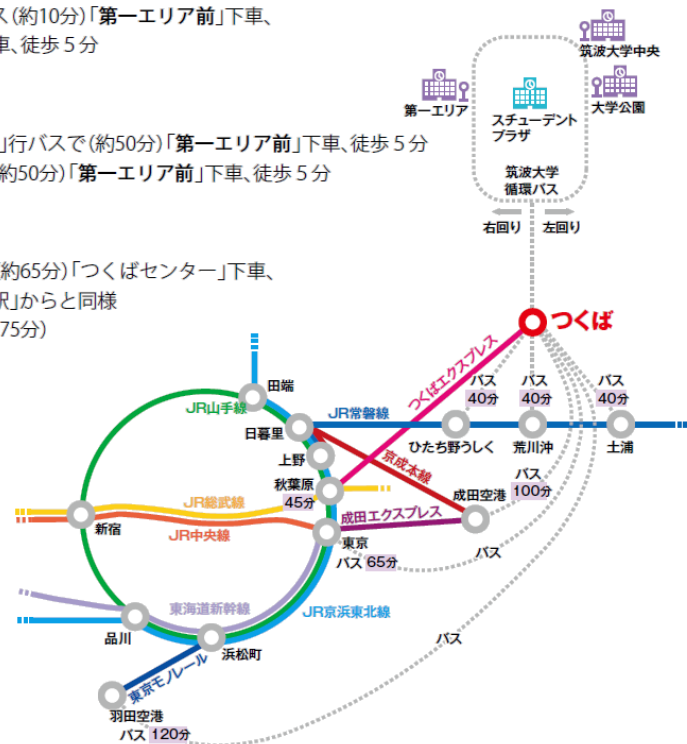 ス（約10分）「第一エリア前」下車、
車、徒歩５分
」行バスで（約50分）「第一エリア前」下車、徒歩５分
約50分）「第一エリア前」下車、徒歩５分
約65分）「つくばセンター」下車、
駅」からと同様
75分）
筑波大学中央
第一エリア
大学公園
スチューデント
プラザ
筑波大学
循環バス
右回り
左回り
つくば
つくばエクスプレス
バス
40分
バス
40分
バス
40分
田端
JR山手線
日暮里
JR常磐線
ひたち野うしく
荒川沖
土浦
上野
京成本線
秋葉原
45分
バス
100分
成田空港
JR総武線
成田エクスプレス
新宿
JR中央線
東京
バス 65分
バス
東海道新幹線
JR京浜東北線
品川
浜松町
バス
東京モノレール
羽田空港
バス 120分